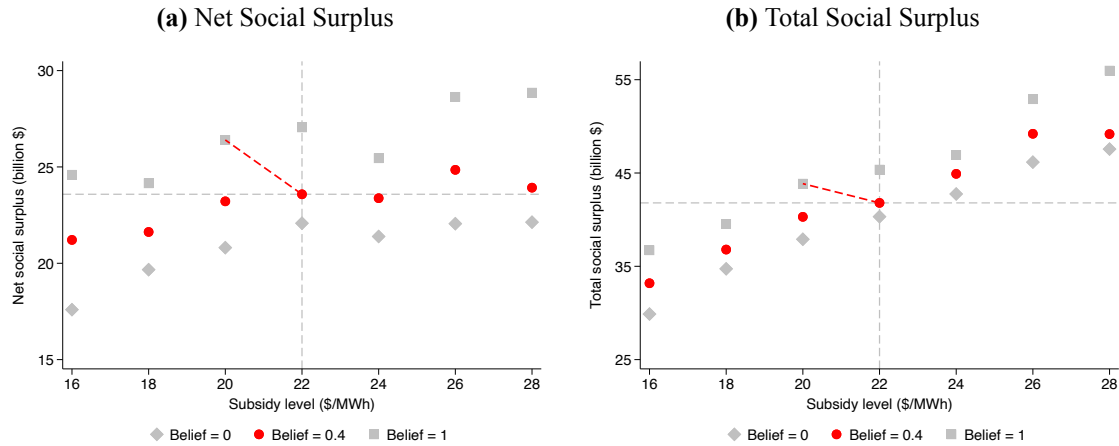 (a) Net Social Surplus
Net social surplus (billion $)
30
25
20
15
16 18 20 22 24 26 28
Subsidy level ($/MWh)
Belief = 0 Belief = 0.4 Belief = 1
(b) Total Social Surplus
Total social surplus (billion $)
55
45
35
25
16 18 20 22 24 26 28
Subsidy level ($/MWh)
Belief = 0 Belief = 0.4 Belief = 1